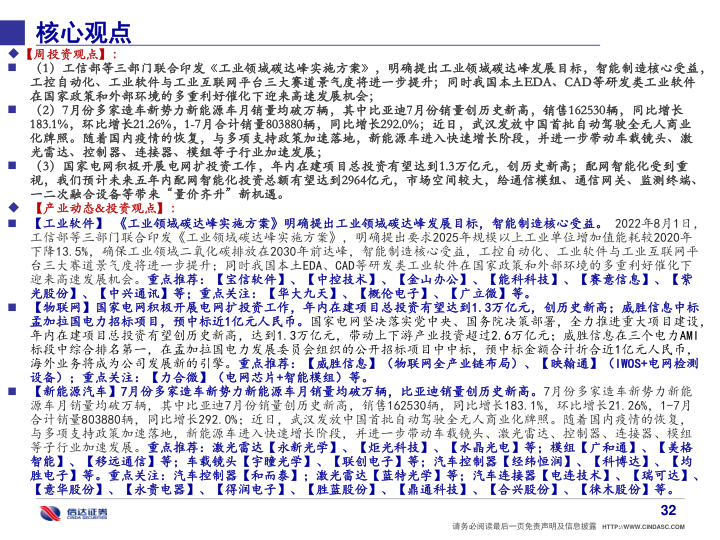 核心观点
◆【周投资观点】：
■ （1）工信部等三部门联合印发《工业领域碳达峰实施方案》，明确提出工业领域碳达峰发展目标，智能制造核心受益，
工控自动化、工业软件与工业互联网平台三大赛道景气度将进一步提升；同时我国本土EDA、CAD等研发类工业软件
在国家政策和外部环境的多重利好催化下迎来高速发展机会；
■ （2）7月份多家造车新势力新能源车月销量均破万辆，其中比亚迪7月份销量创历史新高，销售162530辆，同比增长
183.1%，环比增长21.26%，1-7月合计销量803880辆，同比增长292.0%；近日，武汉发放中国首批自动驾驶全无人商业
化牌照。随着国内疫情的恢复，与多项支持政策加速落地，新能源车进入快速增长阶段，并进一步带动车载镜头、激
光雷达、控制器、连接器、模组等子行业加速发展；
■ （3）国家电网积极开展电网扩投资工作，年内在建项目总投资有望达到1.3万亿元，创历史新高；配网智能化受到重
视，我们预计未来五年内配网智能化投资总额有望达到2964亿元，市场空间较大，给通信模组、通信网关、监测终端、
一二次融合设备等带来“量价齐升”新机遇。
◆ 【产业动态&投资观点】：
■ 【工业软件】 《工业领域碳达峰实施方案》明确提出工业领域碳达峰发展目标，智能制造核心受益。 2022年8月1日，
工信部等三部门联合印发《工业领域碳达峰实施方案》，明确提出要求2025年规模以上工业单位增加值能耗较2020年
下降13.5%，确保工业领域二氧化碳排放在2030年前达峰，智能制造核心受益，工控自动化、工业软件与工业互联网平
台三大赛道景气度将进一步提升；同时我国本土EDA、CAD等研发类工业软件在国家政策和外部环境的多重利好催化下
迎来高速发展机会。重点推荐：【宝信软件】、【中控技术】、【金山办公】、【能科科技】、【赛意信息】、【紫
光股份】、【中兴通讯】等；重点关注：【华大九天】、【概伦电子】、【广立微】等。
■ 【物联网】国家电网积极开展电网扩投资工作，年内在建项目总投资有望达到1.3万亿元，创历史新高；威胜信息中标
孟加拉国电力招标项目，预中标近1亿元人民币。国家电网坚决落实党中央、国务院决策部署，全力推进重大项目建设，
年内在建项目总投资有望创历史新高，达到1.3万亿元，带动上下游产业投资超过2.6万亿元；威胜信息在三个电力AMI
标段中综合排名第一，在孟加拉国电力发展委员会组织的公开招标项目中中标，预中标金额合计折合近1亿元人民币，
海外业务将成为公司发展新的引擎。重点推荐：【威胜信息】（物联网全产业链布局）、【映翰通】（IWOS+电网检测
设备）；重点关注：【力合微】（电网芯片+智能模组）等。
■ 【新能源汽车】7月份多家造车新势力新能源车月销量均破万辆，比亚迪销量创历史新高。7月份多家造车新势力新能
源车月销量均破万辆，其中比亚迪7月份销量创历史新高，销售162530辆，同比增长183.1%，环比增长21.26%，1-7月
合计销量803880辆，同比增长292.0%；近日，武汉发放中国首批自动驾驶全无人商业化牌照。随着国内疫情的恢复，
与多项支持政策加速落地，新能源车进入快速增长阶段，并进一步带动车载镜头、激光雷达、控制器、连接器、模组
等子行业加速发展。重点推荐：激光雷达【永新光学】、【炬光科技】、【水晶光电】等；模组【广和通】、【美格
智能】、【移远通信】等；车载镜头【宇瞳光学】、【联创电子】等；汽车控制器【经纬恒润】、【科博达】、【均
胜电子】等。重点关注：汽车控制器【和而泰】；激光雷达【蓝特光学】等；汽车连接器【电连技术】、【瑞可达】、
【意华股份】、【永贵电器】、【得润电子】、【胜蓝股份】、【鼎通科技】、【合兴股份】、【徕木股份】等。
信达证券
CINDA SECURITIES
32
请务必阅读最后一页免责声明及信息披露 HTTP://WWW.CINDASC.COM